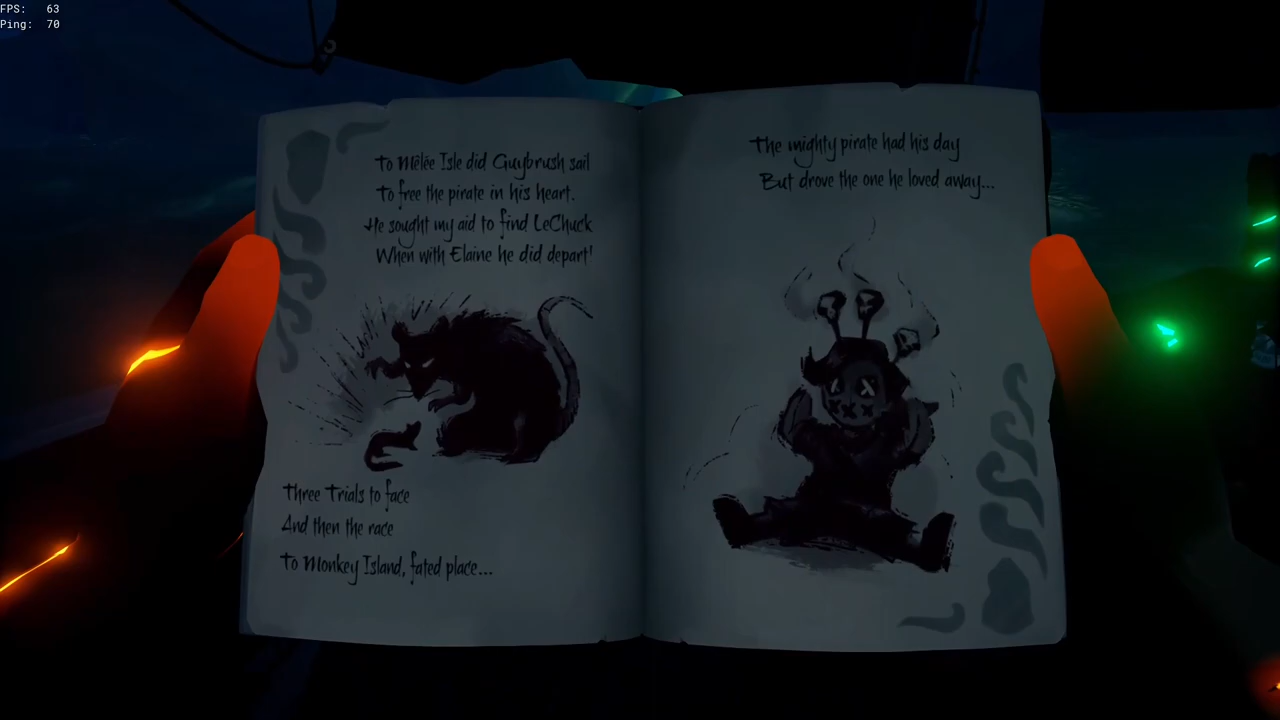 FPS: 63
Ping: 70
To Mêlée Isle did Guybrush sail
To free the pirate in his heart.
He sought my aid to find LeChuck
When with Elaine he did depart!
Three Trials to face
And then the race
To Monkey Island, fated place...
The mighty pirate had his day
But drove the one he loved away...